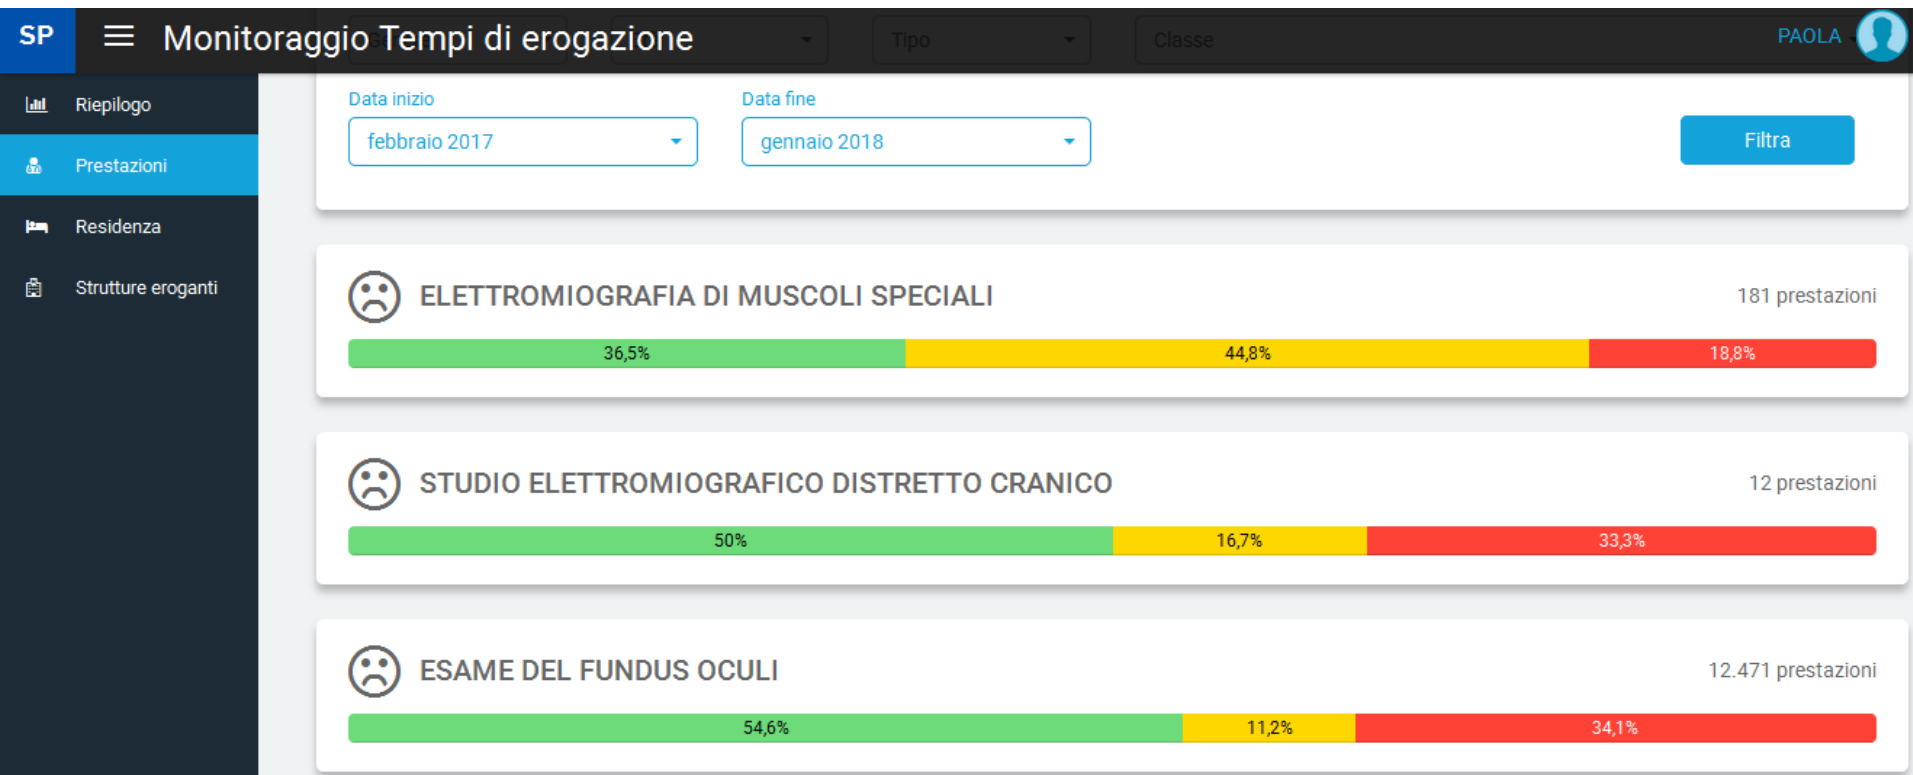 SP
Monitoraggio Tempi di erogazione
Tipo
Classe
PAOLA
Riepilogo
Prestazioni
Residenza
Strutture eroganti
Data inizio
Data fine
febbraio 2017
gennaio 2018
Filtra
ELETTROMIOGRAFIA DI MUSCOLI SPECIALI
181 prestazioni
36,5%
44,8%
18,8%
STUDIO ELETTROMIOGRAFICO DISTRETTO CRANICO
12 prestazioni
50%
16,7%
33,3%
ESAME DEL FUNDUS OCULI
12.471 prestazioni
54,6%
11,2%
34,1%